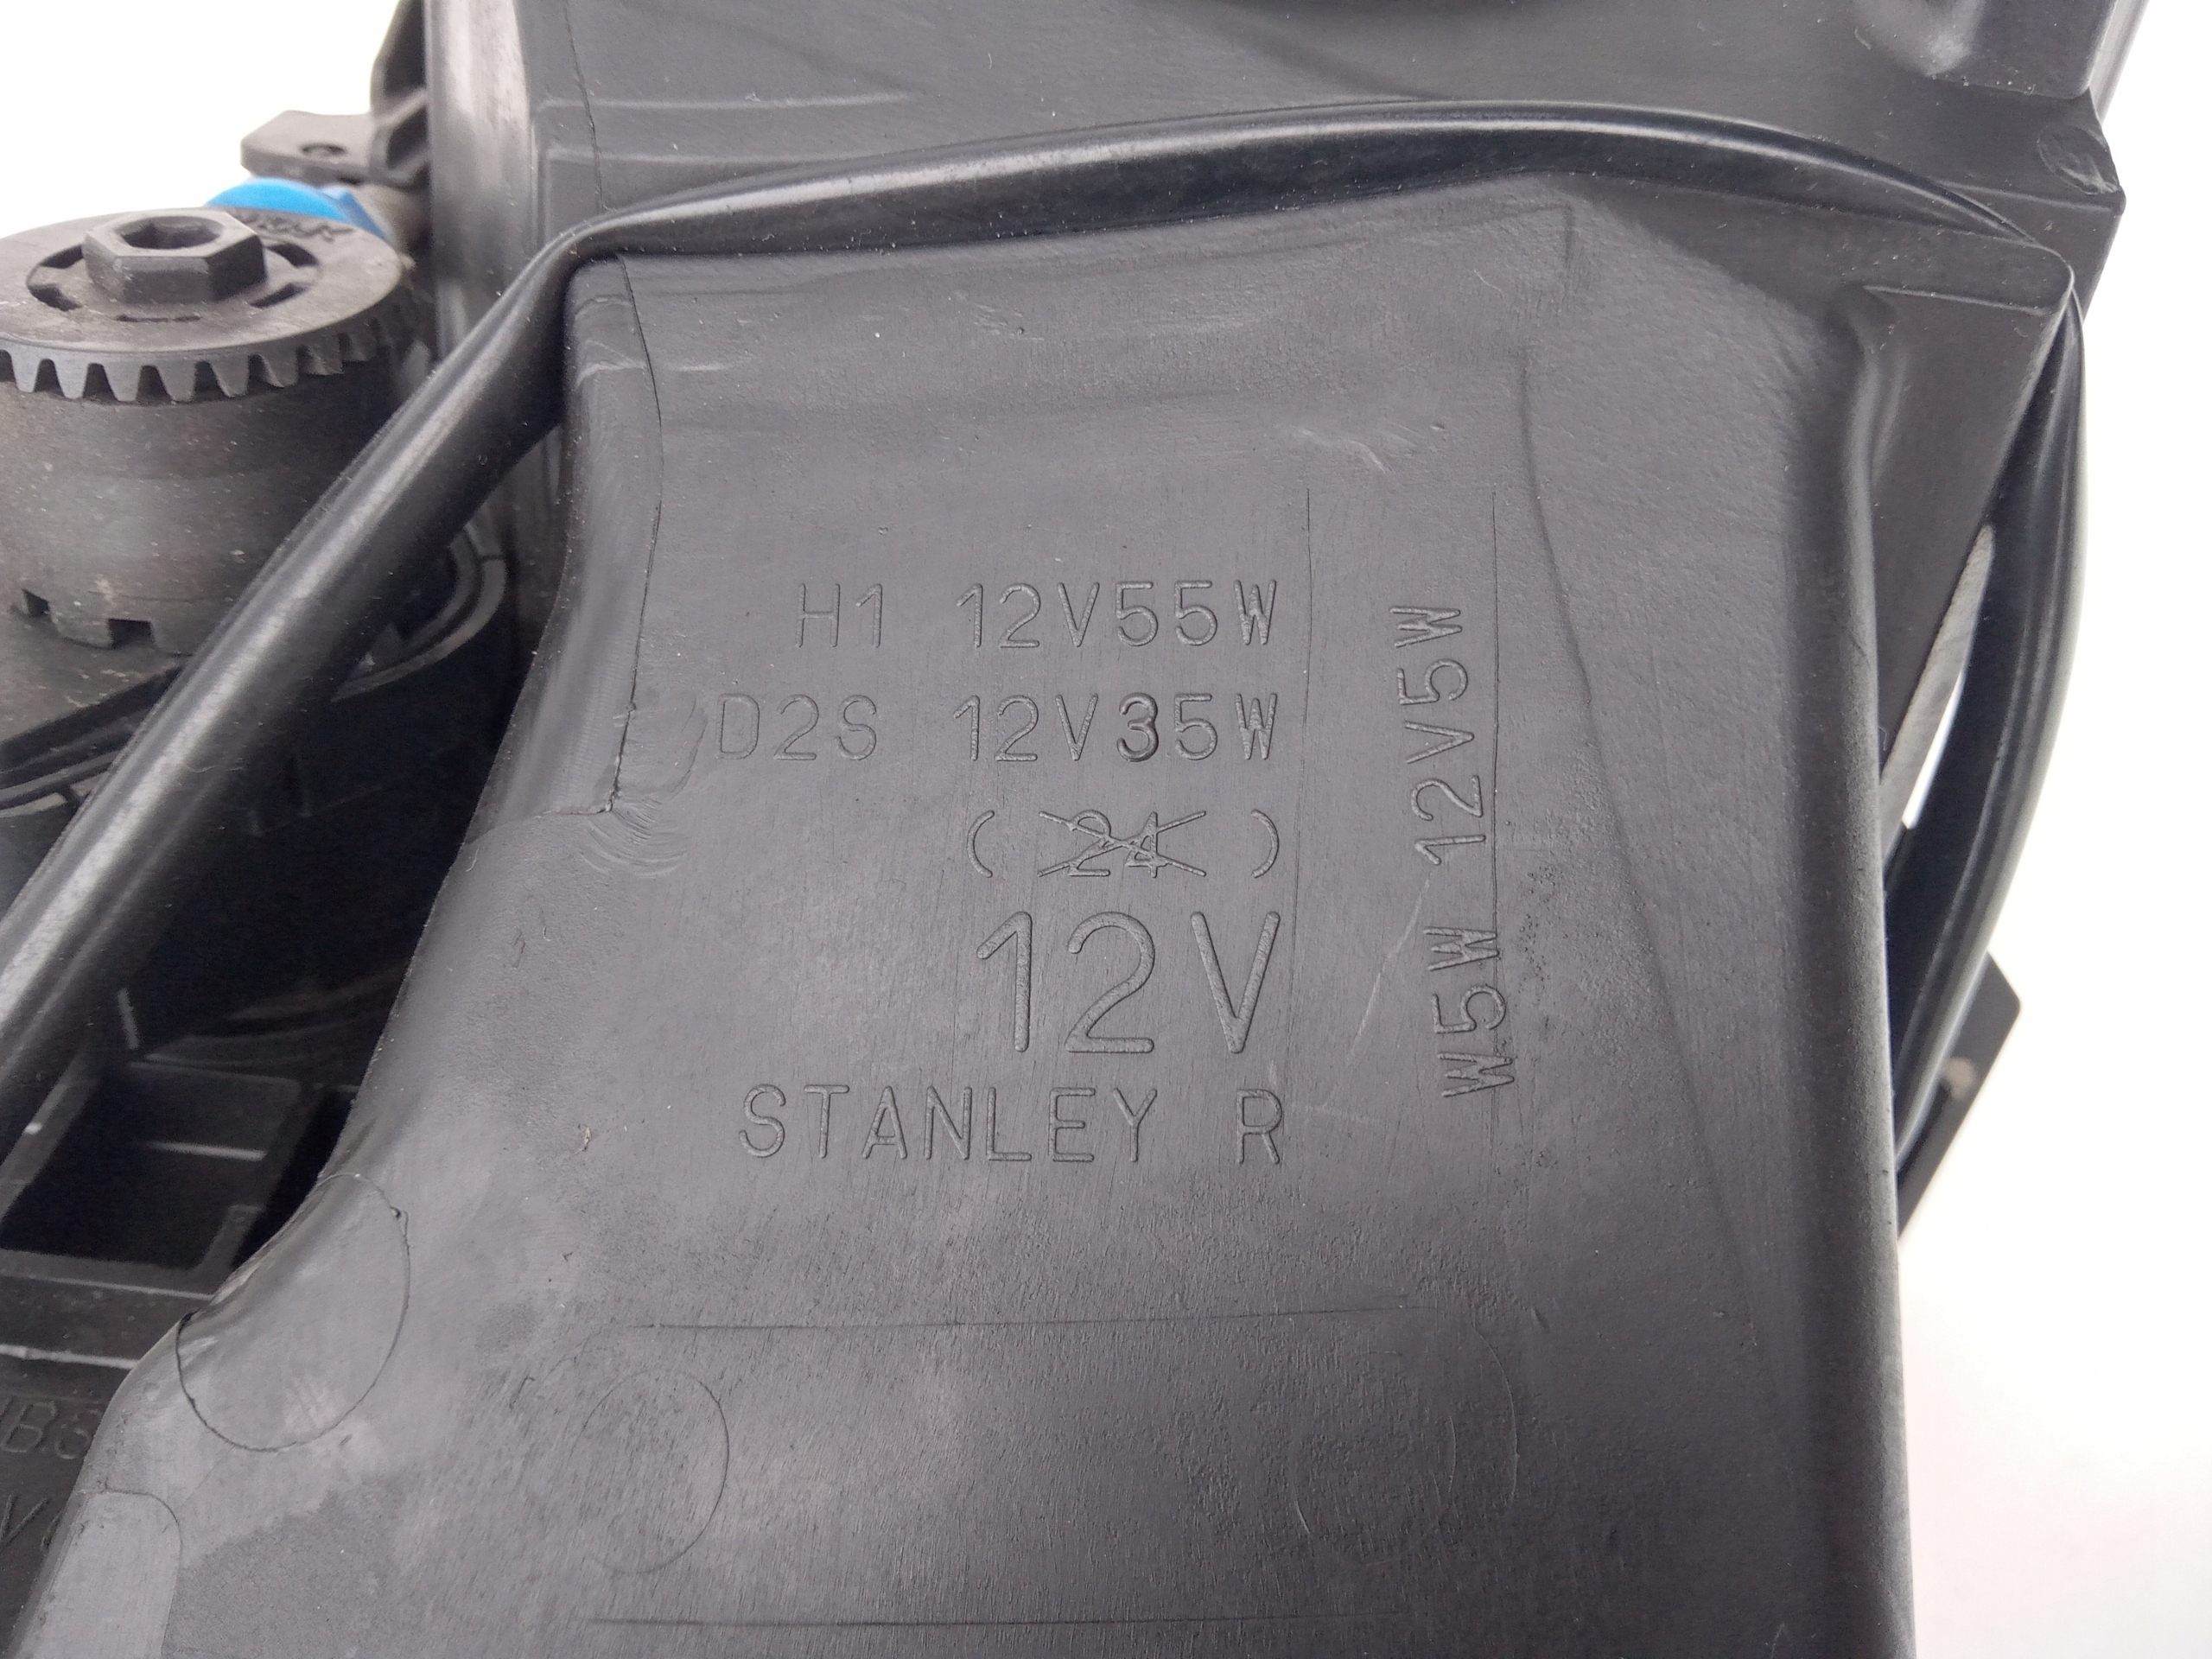 H1 12V55W
D2S 12V35W
(24)
12V
STANLEY R
W5W 12V5W